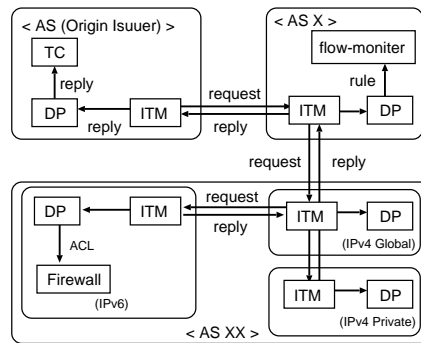 < AS (Origin Isuuer) >
TC
reply
DP
ITM
reply
request
reply
< AS X >
flow-moniter
rule
ITM
DP
request
reply
DP
ITM
ACL
Firewall
(IPv6)
request
reply
ITM
DP
(IPv4 Global)
ITM
DP
(IPv4 Private)
< AS XX >